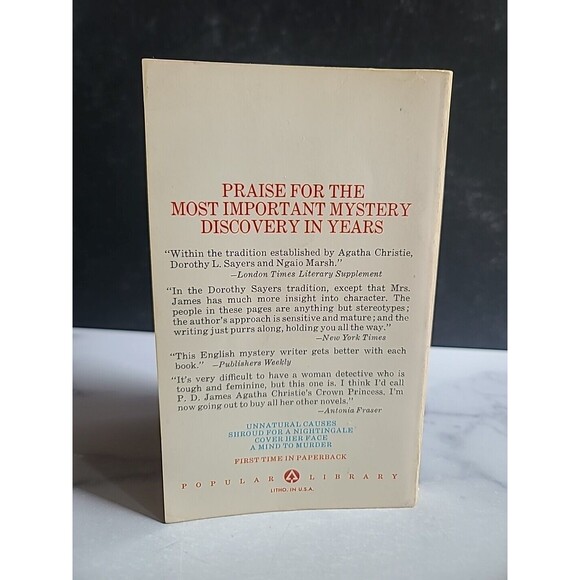 PRAISE FOR THE
MOST IMPORTANT MYSTERY
DISCOVERY IN YEARS
"Within the tradition established by Agatha Christie,
Dorothy L. Sayers and Ngaio Marsh."
—London Times Literary Supplement
"In the Dorothy Sayers tradition, except that Mrs.
James has much more insight into character. The
people in these pages are anything but stereotypes;
the author's approach is sensitive and mature; and the
writing just purrs along, holding you all the way."
—New York Times
"This English mystery writer gets better with each
book." —Publishers Weekly
"It's very difficult to have a woman detective who is
tough and feminine, but this one is. I think I'd call
P. D. James Agatha Christie's Crown Princess. I'm
now going out to buy all her other novels."
—Antonia Fraser
UNNATURAL CAUSES
SHROUD FOR A NIGHTINGALE
COVER HER FACE
A MIND TO MURDER
FIRST TIME IN PAPERBACK
POPULAR LIBRARY
LITHO, IN U.S.A.